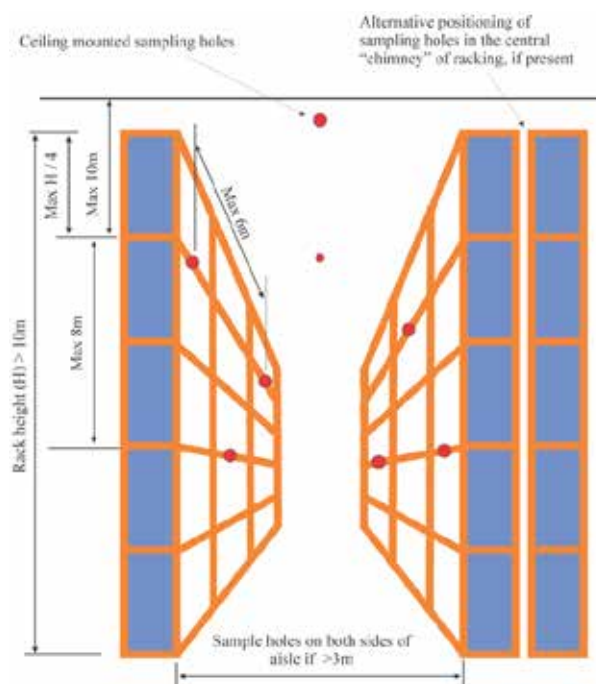 Ceiling mounted sampling holes
Alternative positioning of
sampling holes in the central
“chimney” of racking, if present
Max H / 4
Max 10m
Max 6m
Max 8m
Rack height (H) > 10m
Sample holes on both sides of
aisle if >3m